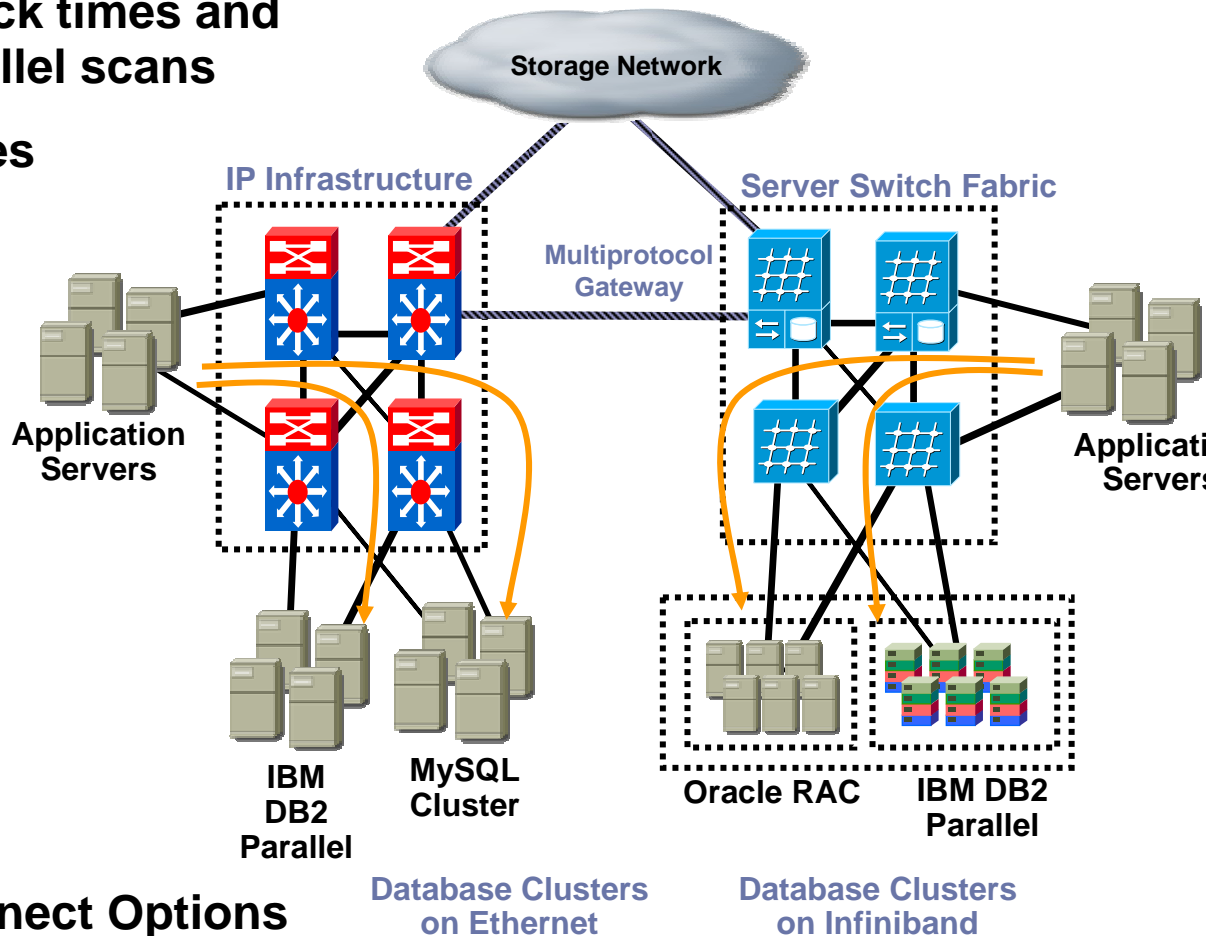 ck times and
llel scans
es
Storage Network
IP Infrastructure
Server Switch Fabric
Multiprotocol
Gateway
Application
Servers
Applicati
Servers
IBM
DB2
Parallel
MySQL
Cluster
Oracle RAC
IBM DB2
Parallel
nect Options
Database Clusters
on Ethernet
Database Clusters
on Infiniband